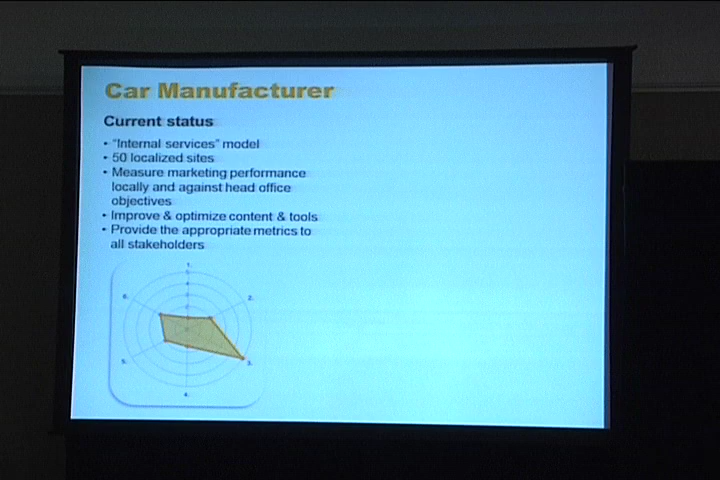 Car Manufacturer
Current status
• "Internal services" model
• 50 localized sites
• Measure marketing performance
locally and against head office
objectives
• Improve & optimize content & tools
• Provide the appropriate metrics to
all stakeholders
1.
6.
2.
5.
3.
4.